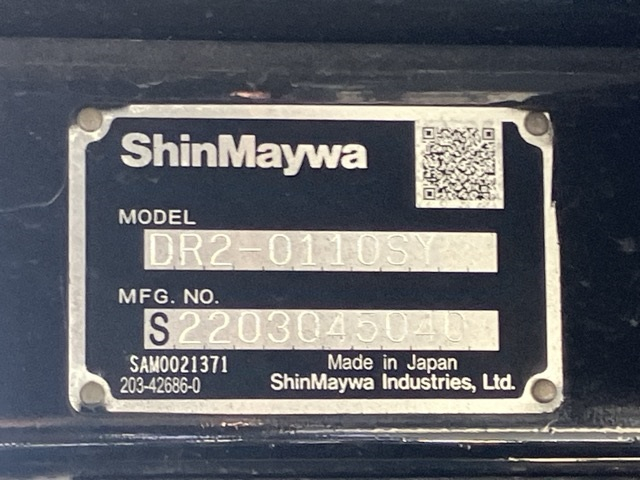 ShinMaywa
MODEL
DR2-0110SY
MFG. NO.
S2203045040
SAM0021371
Made in Japan
203-42686-0
ShinMaywa Industries, Ltd.